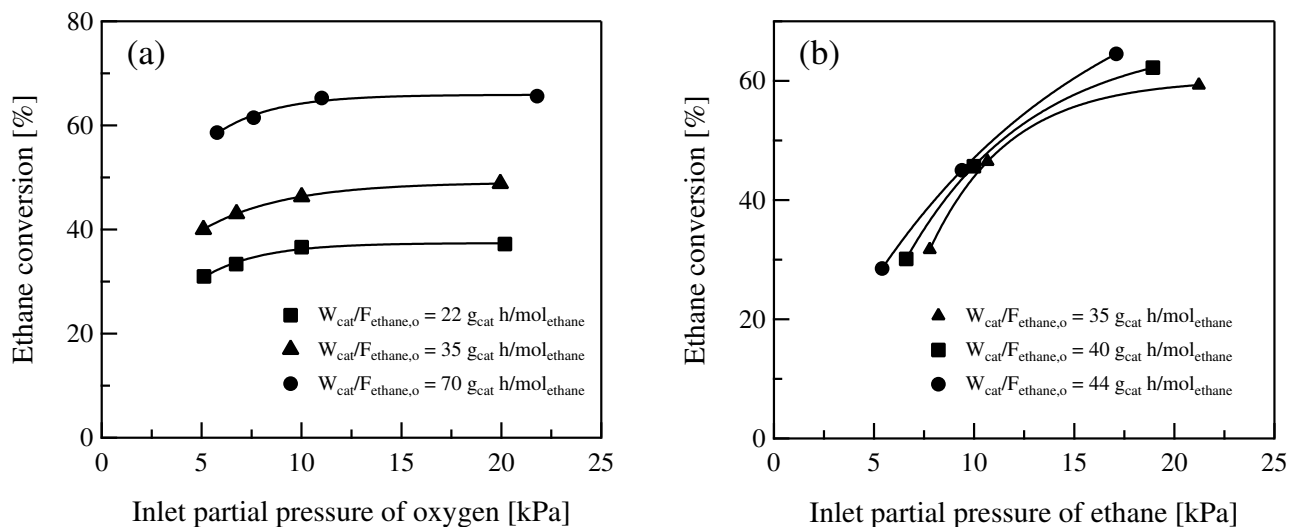 (a)
Ethane conversion [%]
80
60
40
20
0
W_cat/F_ethane,o = 22 g_cat h/mol_ethane
W_cat/F_ethane,o = 35 g_cat h/mol_ethane
W_cat/F_ethane,o = 70 g_cat h/mol_ethane
0 5 10 15 20 25
Inlet partial pressure of oxygen [kPa]
(b)
Ethane conversion [%]
60
40
20
0
W_cat/F_ethane,o = 35 g_cat h/mol_ethane
W_cat/F_ethane,o = 40 g_cat h/mol_ethane
W_cat/F_ethane,o = 44 g_cat h/mol_ethane
0 5 10 15 20 25
Inlet partial pressure of ethane [kPa]